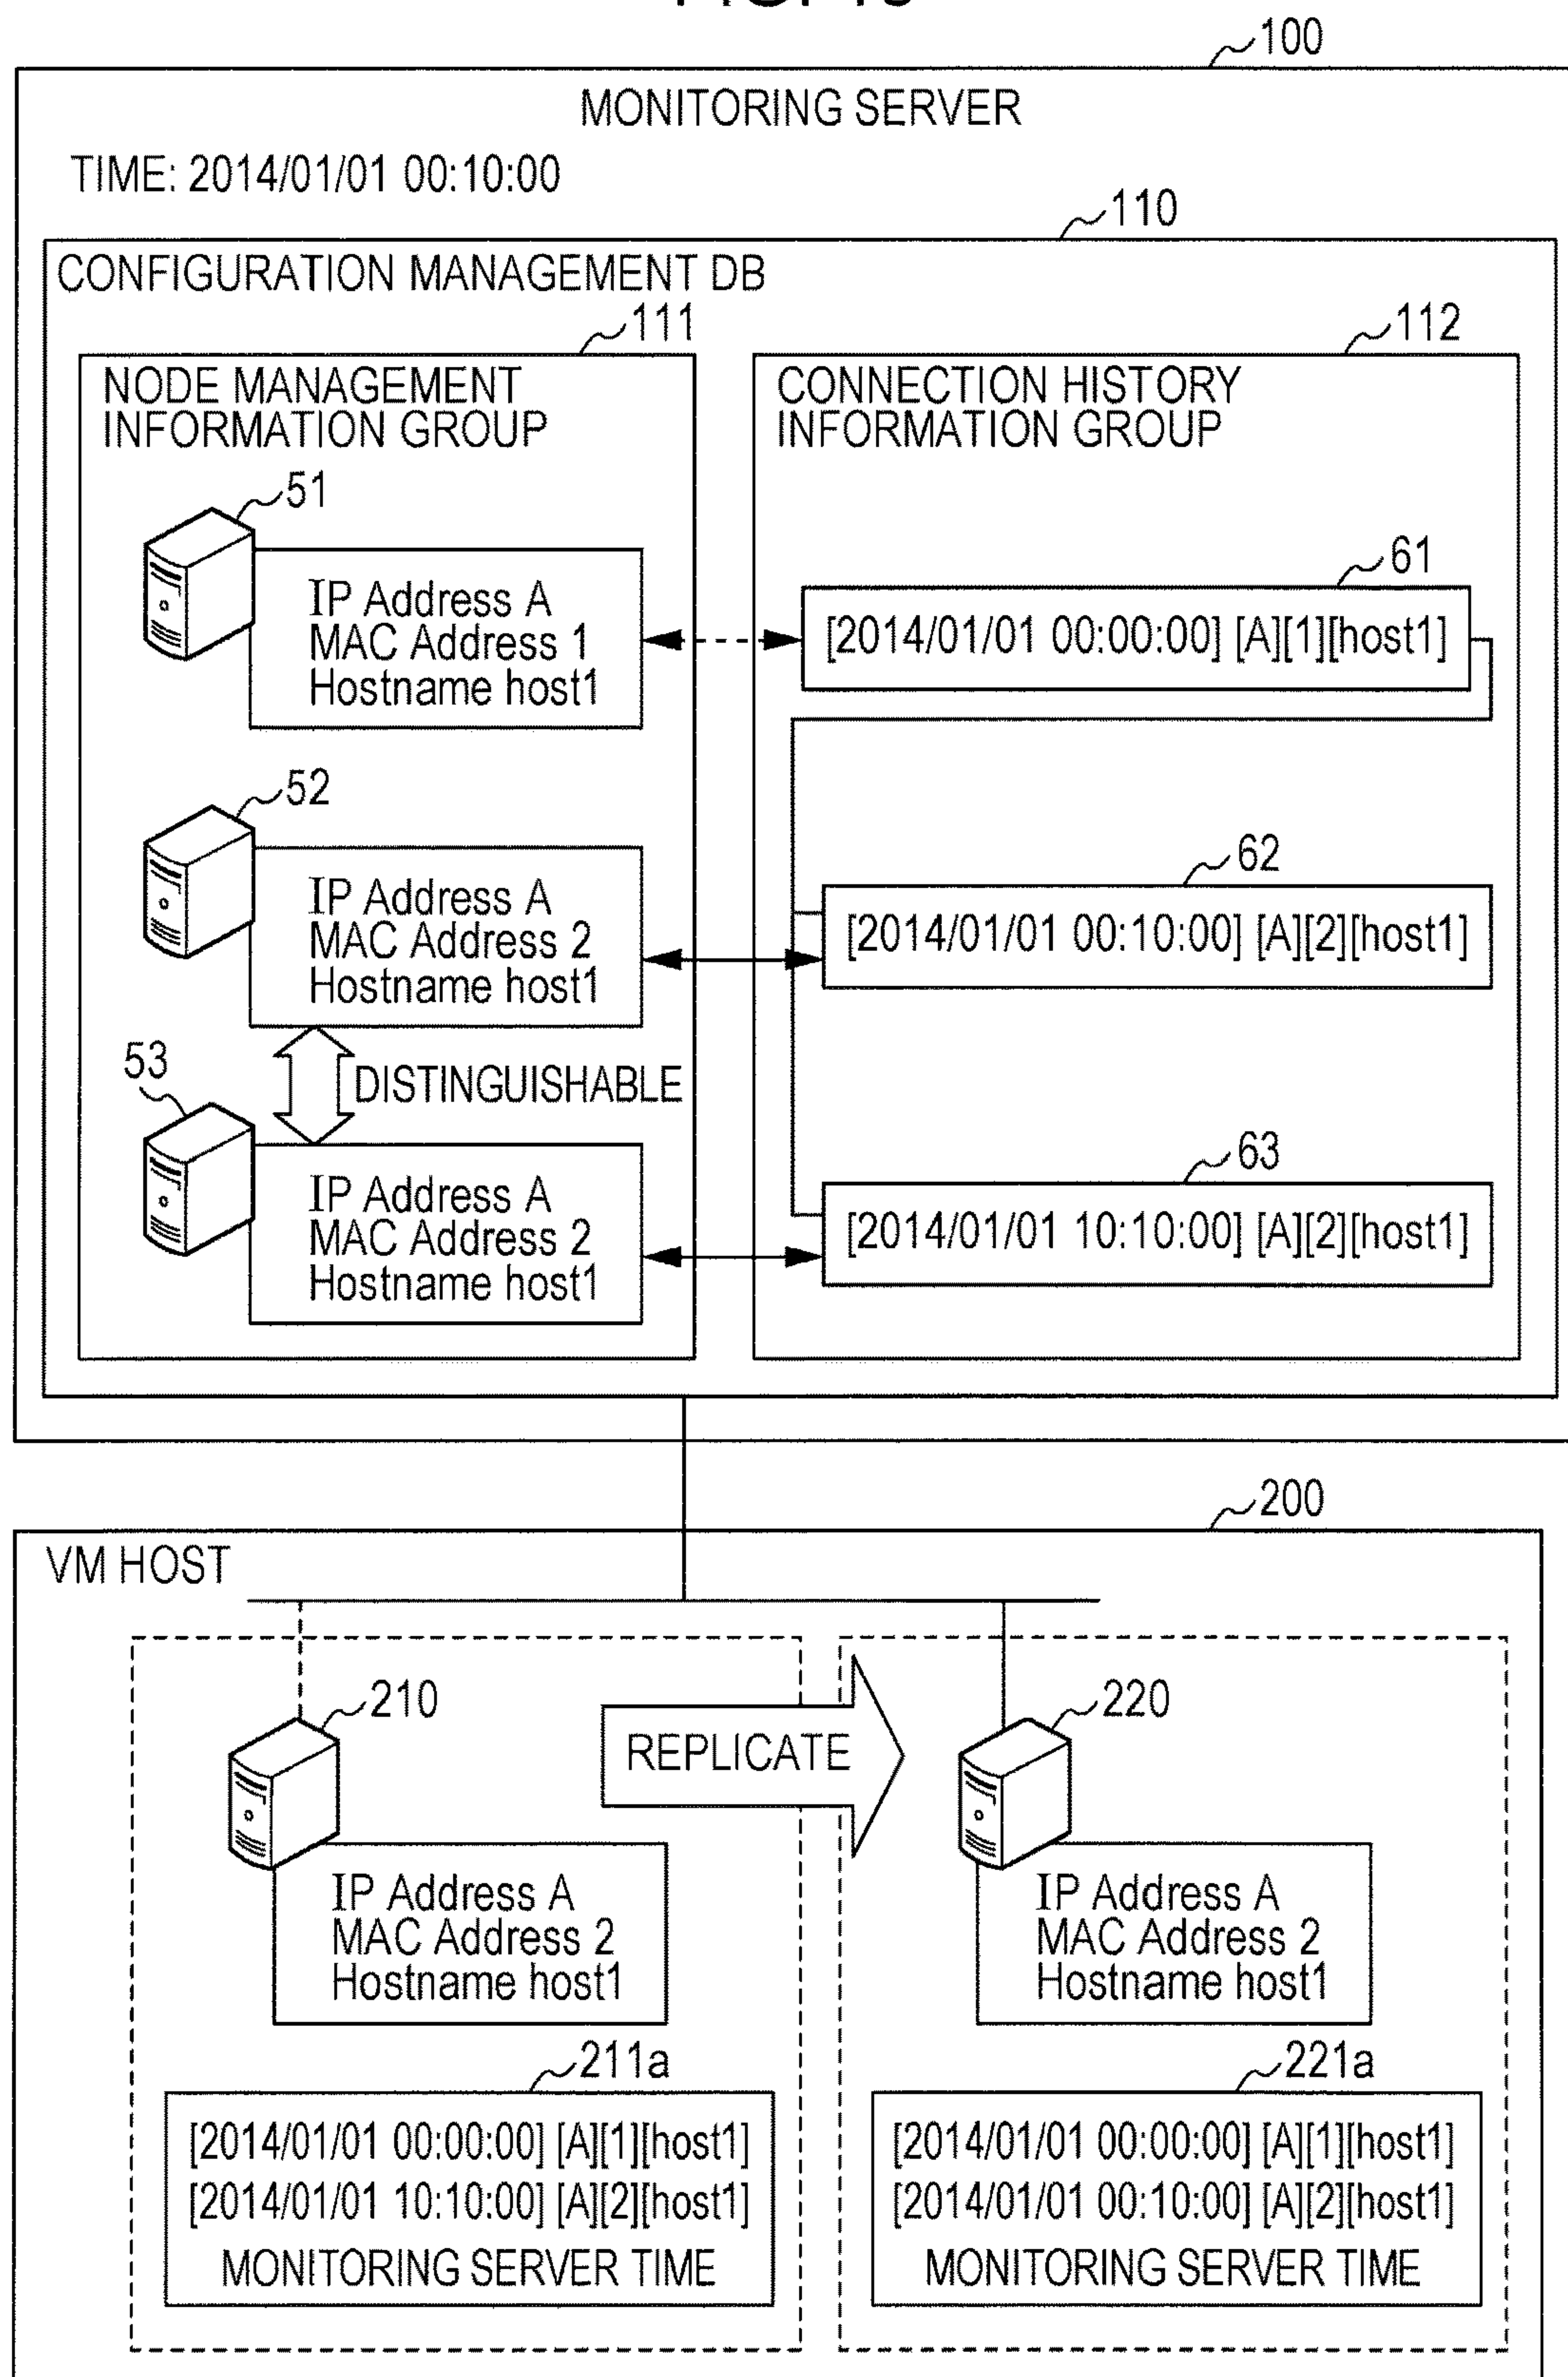 100
MONITORING SERVER
TIME: 2014/01/01 00:10:00
110
CONFIGURATION MANAGEMENT DB
111
112
NODE MANAGEMENT
INFORMATION GROUP
CONNECTION HISTORY
INFORMATION GROUP
51
IP Address A
MAC Address 1
Hostname host1
61
[2014/01/01 00:00:00] [A][1][host1]
52
IP Address A
MAC Address 2
Hostname host1
62
[2014/01/01 00:10:00] [A][2][host1]
53
DISTINGUISHABLE
IP Address A
MAC Address 2
Hostname host1
63
[2014/01/01 10:10:00] [A][2][host1]
200
VM HOST
210
REPLICATE
220
IP Address A
MAC Address 2
Hostname host1
IP Address A
MAC Address 2
Hostname host1
211a
[2014/01/01 00:00:00] [A][1][host1]
[2014/01/01 10:10:00] [A][2][host1]
MONITORING SERVER TIME
221a
[2014/01/01 00:00:00] [A][1][host1]
[2014/01/01 00:10:00] [A][2][host1]
MONITORING SERVER TIME